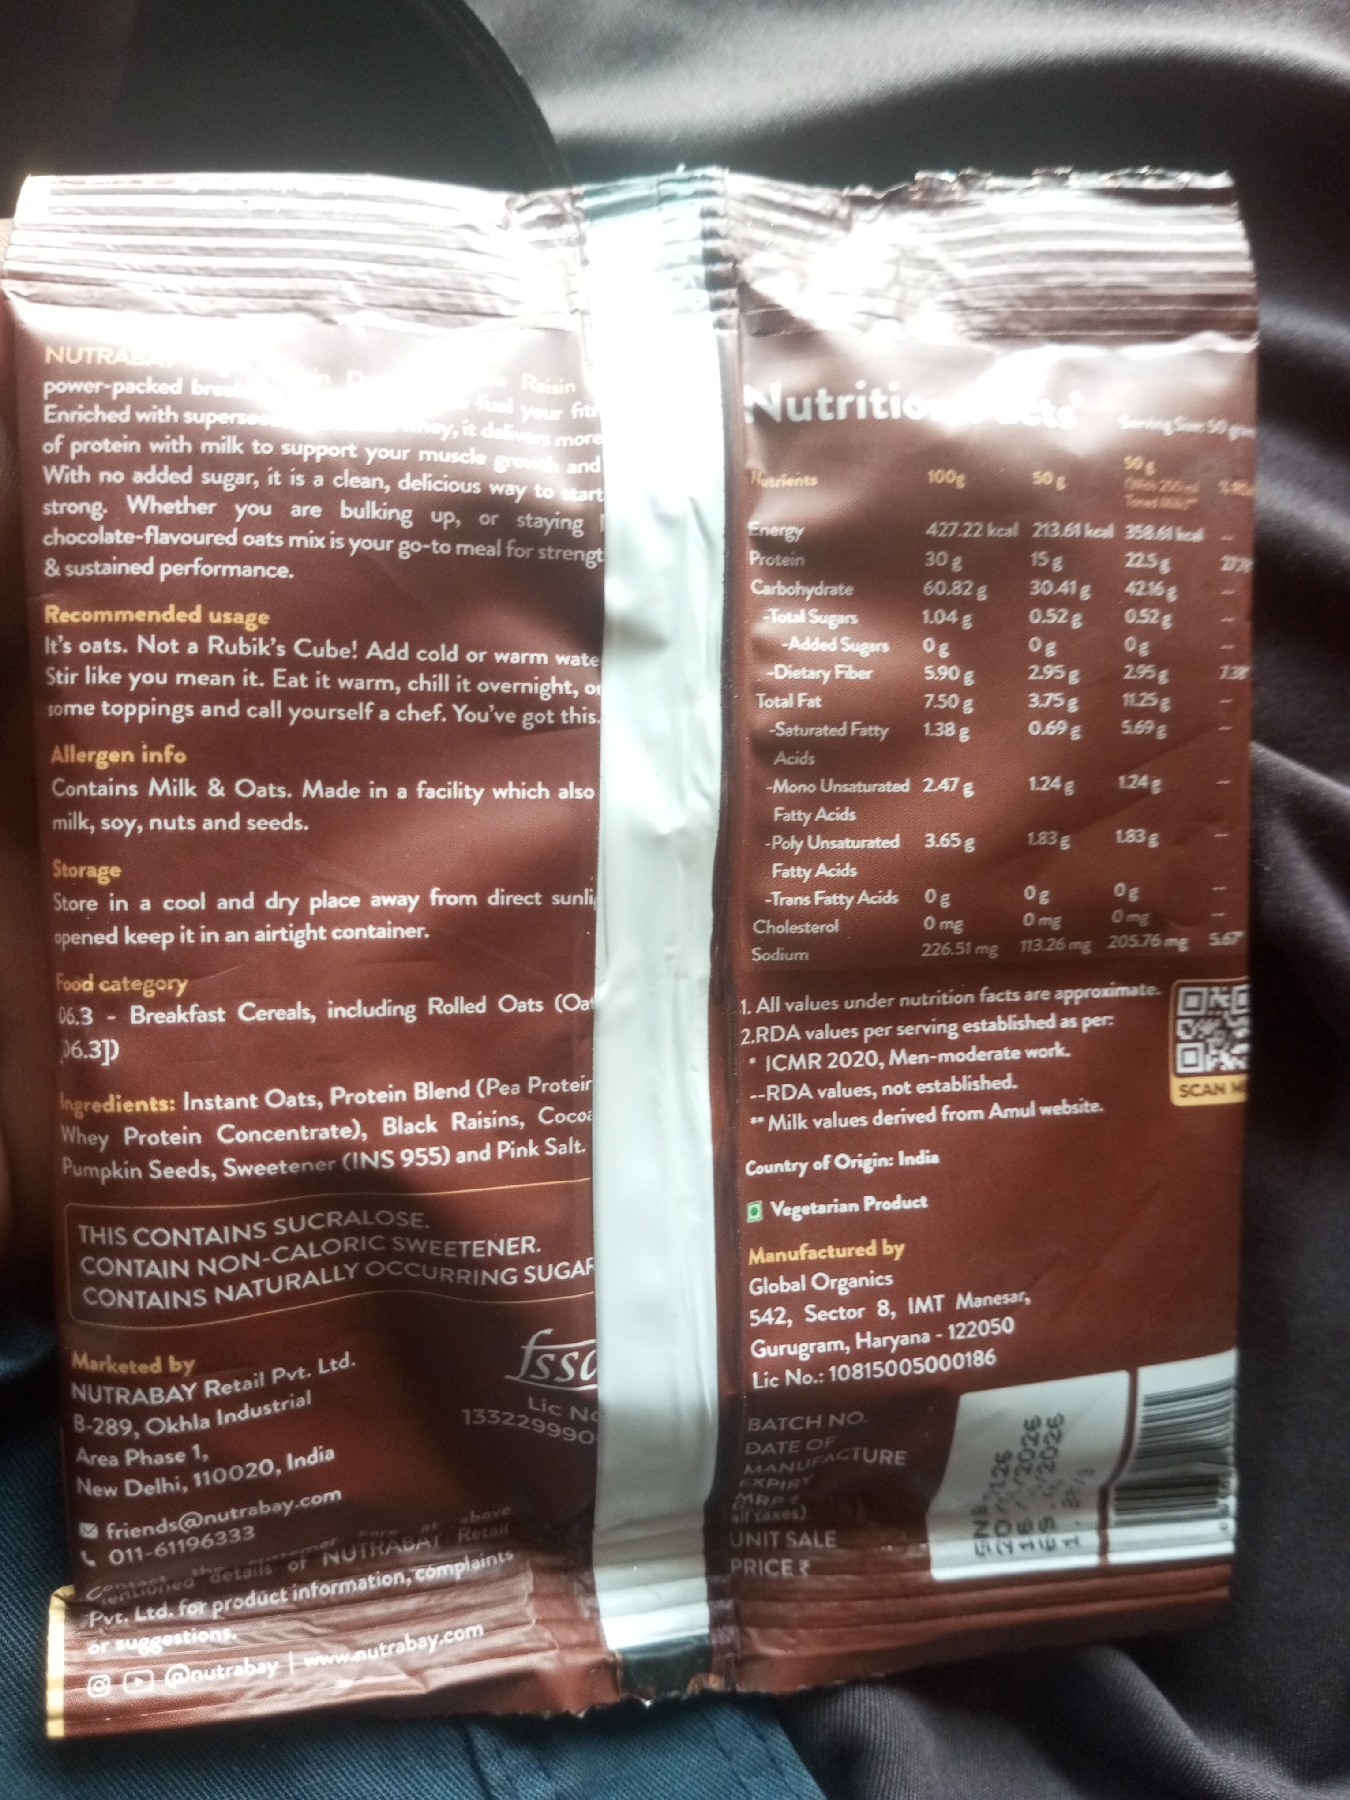 power-packed
Raisin
Enriched with fuel your
of protein with milk to support your muscle and
With no added sugar, it is a clean, delicious way to start
strong. Whether you are bulking up, or staying
chocolate-flavoured oats mix is your go-to meal for
& sustained performance.
Recommended usage
It's oats. Not a Rubik's Cube! Add cold or warm
Stir like you mean it. Eat it warm, chill it overnight,
some toppings and call yourself a chef. You've got this.
Allergen info
Contains Milk & Oats. Made in a facility which also
milk, soy, nuts and seeds.
Storage
Store in a cool and dry place away from direct
opened keep it in an airtight container.
Food category
06.3 - Breakfast Cereals, including Rolled Oats
06.3])
Ingredients: Instant Oats, Protein Blend (Pea Protein
Whey Protein Concentrate), Black Raisins, Cocoa
Pumpkin Seeds, Sweetener (INS 955) and Pink Salt.
THIS CONTAINS SUCRALOSE.
CONTAIN NON-CALORIC SWEETENER.
CONTAINS NATURALLY OCCURRING SUGAR
Marketed by
NUTRABAY Retail Pvt. Ltd.
B-289, Okhla Industrial
Area Phase 1,
New Delhi, 110020, India
friends@nutrabay.com
011-61196333
Lic
13322999
above
details of NUTRABAY Retail
Pvt. Ltd. for product information, complaints
or suggestions.
@nutrabay | www.nutrabay.com
Serving Size: 50
Nutrients 100g 50 g 50 g
Energy 427.22 kcal 213.61 kcal 358.61 kcal --
Protein 30 g 15 g 22.5 g
Carbohydrate 60.82 g 30.41 g 42.16 g --
-Total Sugars 1.04 g 0.52 g 0.52 g --
-Added Sugars 0 g 0 g 0 g --
-Dietary Fiber 5.90 g 2.95 g 2.95 g
Total Fat 7.50 g 3.75 g 11.25 g --
-Saturated Fatty 1.38 g 0.69 g 5.69 g --
Acids
-Mono Unsaturated 2.47 g 1.24 g 1.24 g --
Fatty Acids
-Poly Unsaturated 3.65 g 1.83 g 1.83 g --
Fatty Acids
-Trans Fatty Acids 0 g 0 g 0 g --
Cholesterol 0 mg 0 mg 0 mg --
Sodium 226.51 mg 113.26 mg 205.76 mg 5.67*
1. All values under nutrition facts are approximate.
2.RDA values per serving established as per:
* ICMR 2020, Men-moderate work.
--RDA values, not established.
** Milk values derived from Amul website.
SCAN
Country of Origin: India
Vegetarian Product
Manufactured by
Global Organics
542, Sector 8, IMT Manesar,
Gurugram, Haryana - 122050
Lic No.: 10815005000186
BATCH NO.
DATE OF
MANUFACTURE
EXPIRY
MRP ₹
all taxes)
UNIT SALE
PRICE ₹